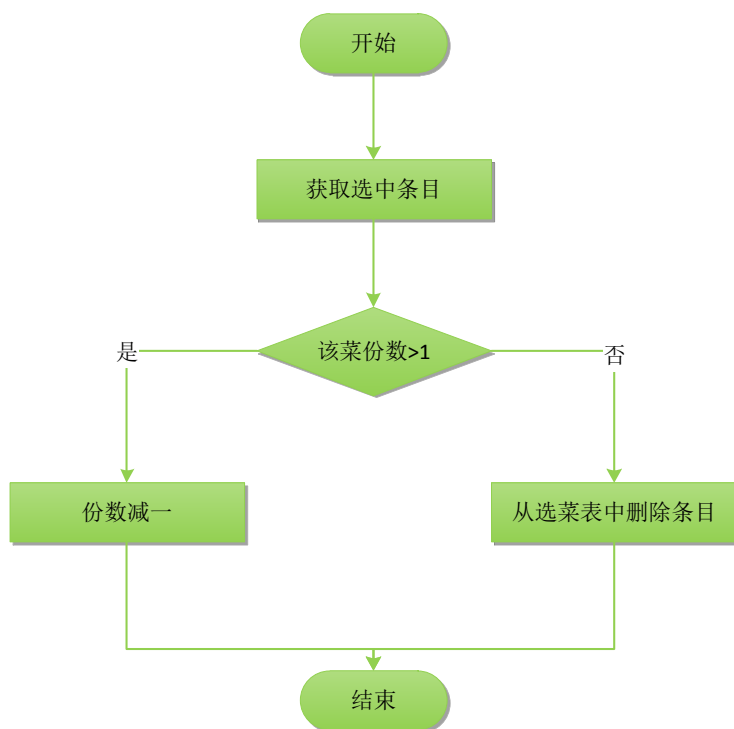 开始
获取选中条目
该菜份数>1
是
否
份数减一
从选菜表中删除条目
结束